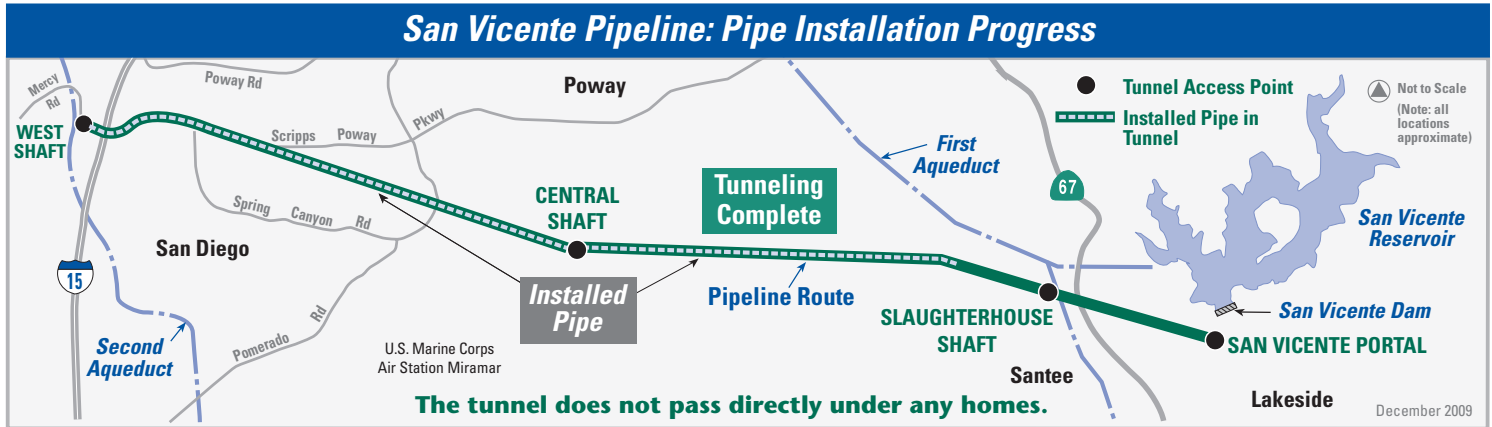 San Vicente Pipeline: Pipe Installation Progress
Mercy
Rd
Poway Rd
Poway
Tunnel Access Point
Installed Pipe in
Tunnel
Not to Scale
(Note: all
locations
approximate)
WEST
SHAFT
Scripps Poway Pkwy
First
Aqueduct
67
CENTRAL
SHAFT
Tunneling
Complete
Spring Canyon Rd
San Diego
San Vicente
Reservoir
15
Installed
Pipe
Pipeline Route
SLAUGHTERHOUSE
SHAFT
San Vicente Dam
SAN VICENTE PORTAL
Second
Aqueduct
Pomerado Rd
U.S. Marine Corps
Air Station Miramar
Santee
Lakeside
The tunnel does not pass directly under any homes.
December 2009